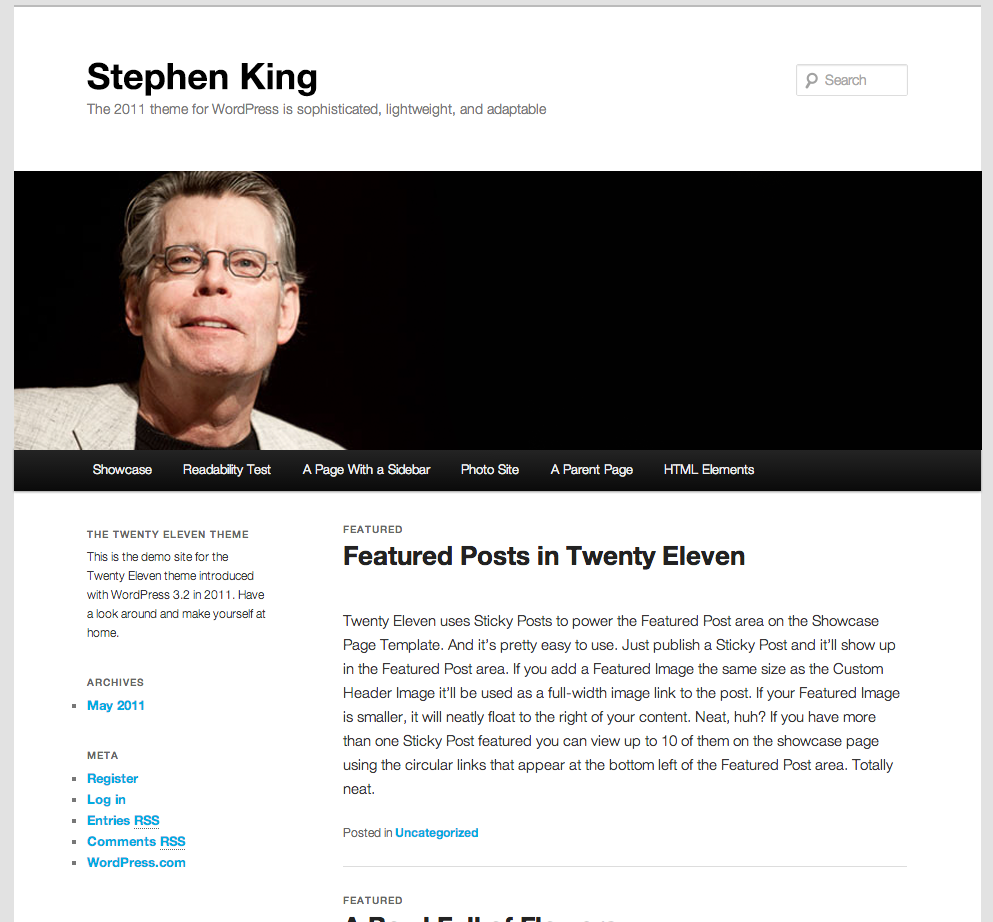 Stephen King
The 2011 theme for WordPress is sophisticated, lightweight, and adaptable
Search
Showcase
Readability Test
A Page With a Sidebar
Photo Site
A Parent Page
HTML Elements
THE TWENTY ELEVEN THEME
This is the demo site for the
Twenty Eleven theme introduced
with WordPress 3.2 in 2011. Have
a look around and make yourself at
home.
ARCHIVES
May 2011
META
Register
Log in
Entries RSS
Comments RSS
WordPress.com
FEATURED
Featured Posts in Twenty Eleven
Twenty Eleven uses Sticky Posts to power the Featured Post area on the Showcase
Page Template. And it's pretty easy to use. Just publish a Sticky Post and it'll show up
in the Featured Post area. If you add a Featured Image the same size as the Custom
Header Image it'll be used as a full-width image link to the post. If your Featured Image
is smaller, it will neatly float to the right of your content. Neat, huh? If you have more
than one Sticky Post featured you can view up to 10 of them on the showcase page
using the circular links that appear at the bottom left of the Featured Post area. Totally
neat.
Posted in Uncategorized
FEATURED